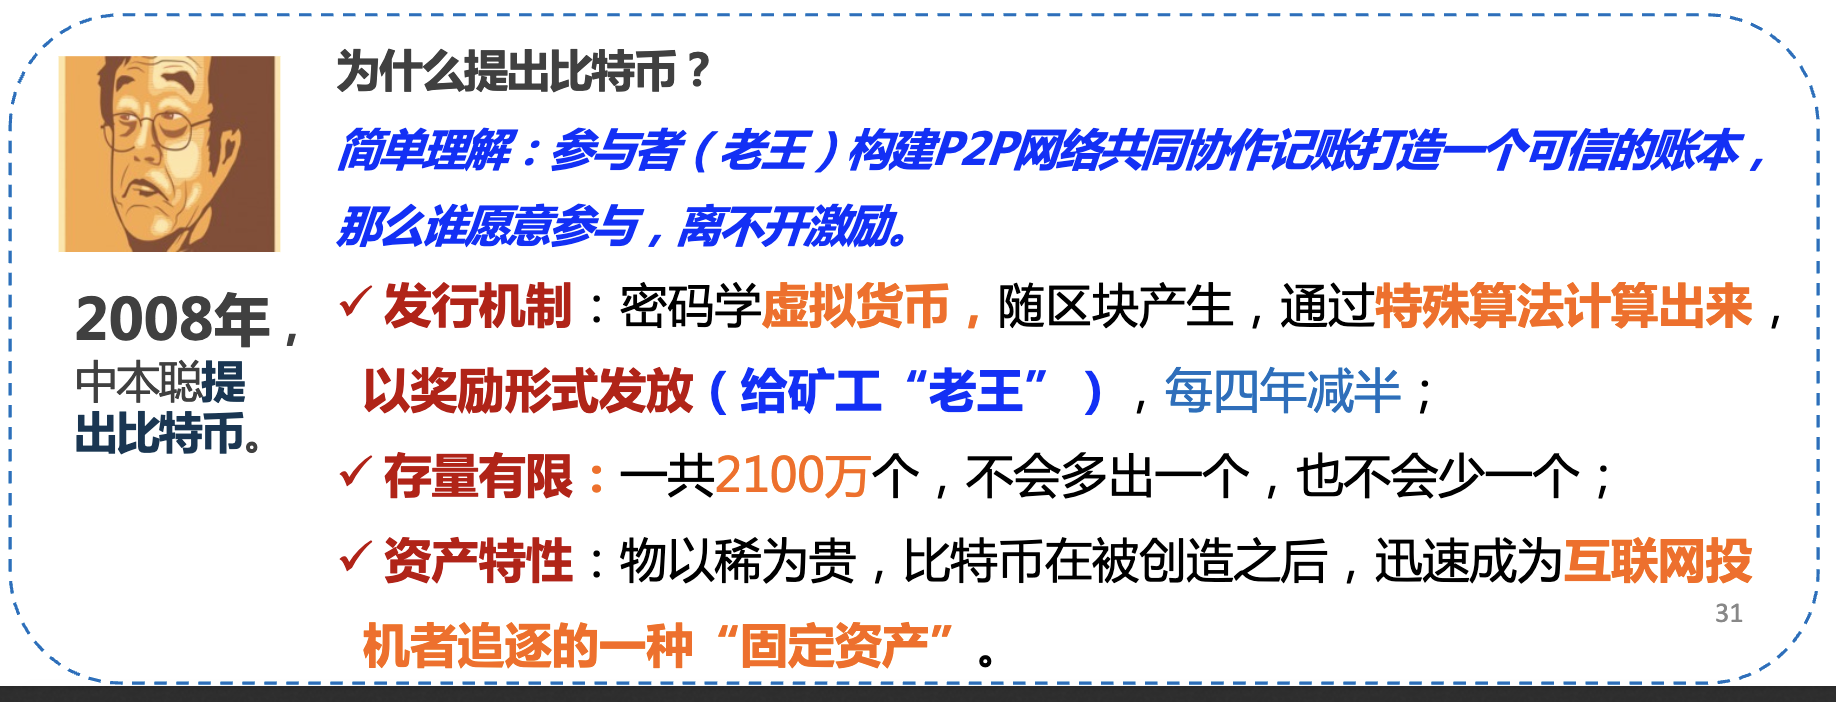 为什么提出比特币？
简单理解：参与者（老王）构建P2P网络共同协作记账打造一个可信的账本，
那么谁愿意参与，离不开激励。
✓ 发行机制：密码学虚拟货币，随区块产生，通过特殊算法计算出来，
以奖励形式发放（给矿工“老王”），每四年减半；
✓ 存量有限：一共2100万个，不会多出一个，也不会少一个；
✓ 资产特性：物以稀为贵，比特币在被创造之后，迅速成为互联网投
机者追逐的一种“固定资产”。
2008年，
中本聪提
出比特币。
31